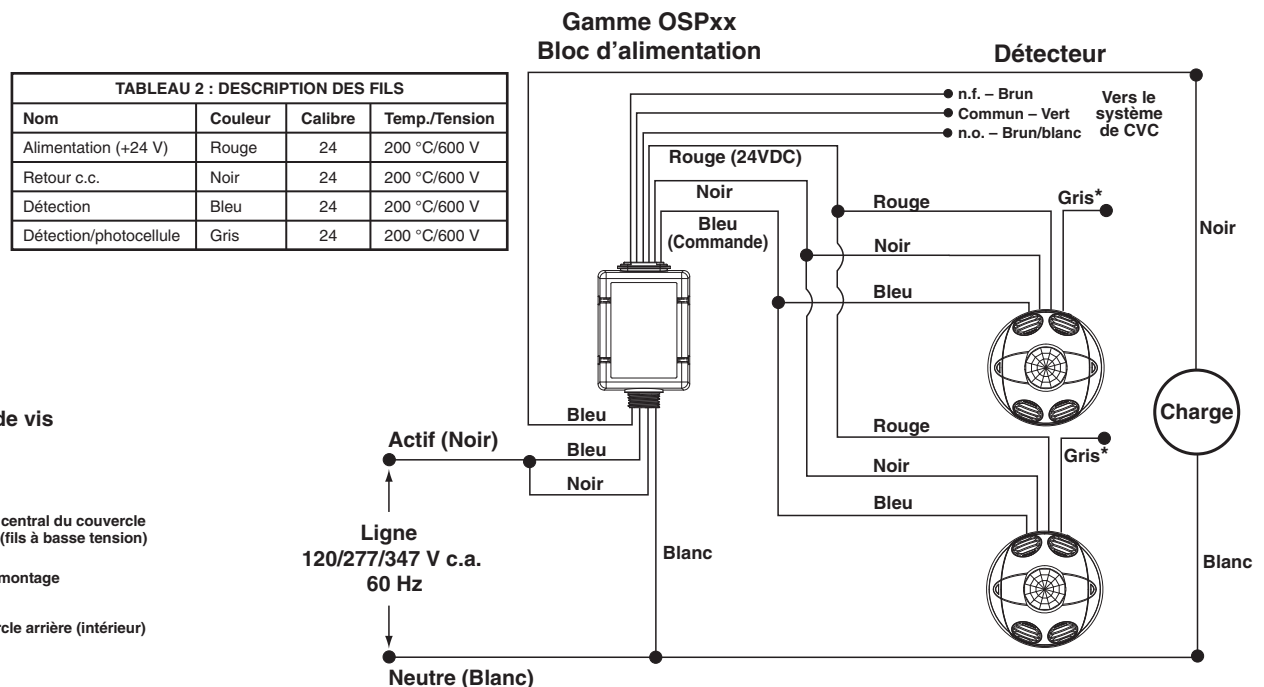 Gamme OSPxx
Bloc d'alimentation
Détecteur
TABLEAU 2 : DESCRIPTION DES FILS
Nom Couleur Calibre Temp./Tension
Alimentation (+24 V) Rouge 24 200 °C/600 V
Retour c.c. Noir 24 200 °C/600 V
Détection Bleu 24 200 °C/600 V
Détection/photocellule Gris 24 200 °C/600 V
n.f. – Brun
Commun – Vert
n.o. – Brun/blanc
Vers le
système
de CVC
Rouge (24VDC)
Noir
Bleu
(Commande)
Rouge
Gris*
Noir
Noir
Bleu
Charge
de vis
Bleu
Actif (Noir)
Bleu
Noir
Rouge
Gris*
Noir
Bleu
central du couvercle
(fils à basse tension)
Ligne
120/277/347 V c.a.
60 Hz
Blanc
Blanc
montage
rcle arrière (intérieur)
Neutre (Blanc)